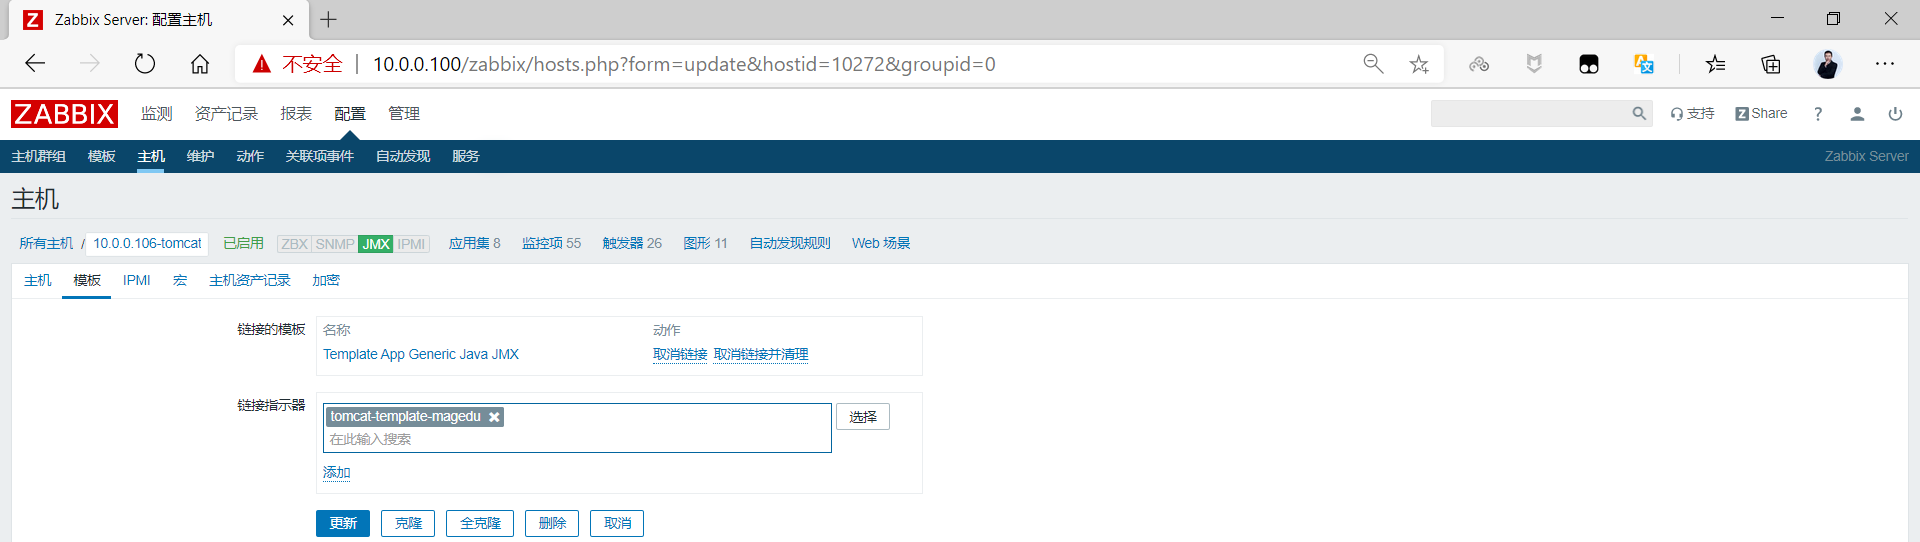 Zabbix Server: 配置主机
不安全 10.0.0.100/zabbix/hosts.php?form=update&hostid=10272&groupid=0
ZABBIX 监测 资产记录 报表 配置 管理 支持 Z Share ?
主机群组 模板 主机 维护 动作 关联项事件 自动发现 服务 Zabbix Server
主机
所有主机 / 10.0.0.106-tomcat 已启用 ZBX SNMP JMX IPMI 应用集 8 监控项 55 触发器 26 图形 11 自动发现规则 Web 场景
主机 模板 IPMI 宏 主机资产记录 加密
链接的模板 名称 动作
Template App Generic Java JMX 取消链接 取消链接并清理
链接指示器 tomcat-template-magedu 选择
在此输入搜索
添加
更新 克隆 全克隆 删除 取消